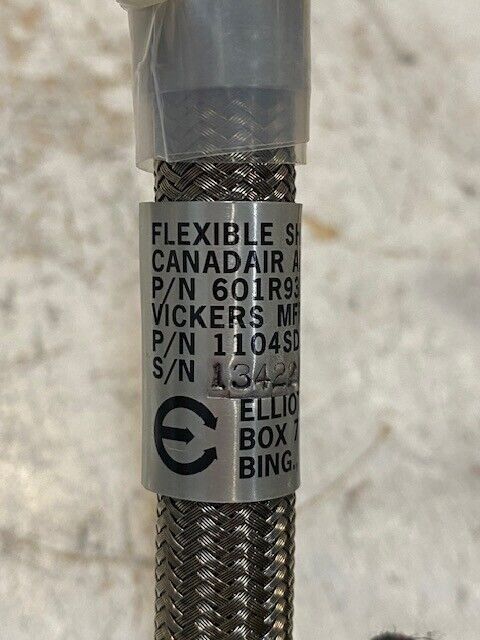 FLEXIBLE SH
CANADAIR A
P/N 601R93
VICKERS MF
P/N 1104SD
S/N 13422
ELLIOT
BOX 7
BING..